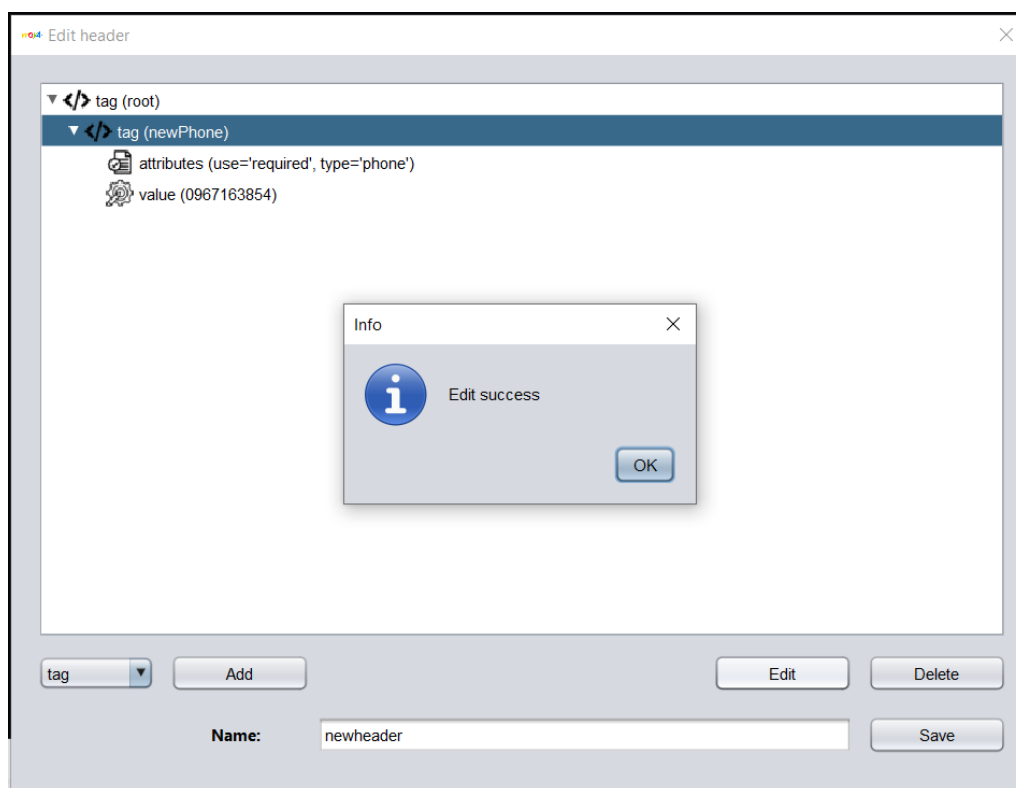 Edit header
</> tag (root)
</> tag (newPhone)
attributes (use='required', type='phone')
value (0967163854)
Info
i
Edit success
OK
tag
Add
Edit
Delete
Name:
newheader
Save